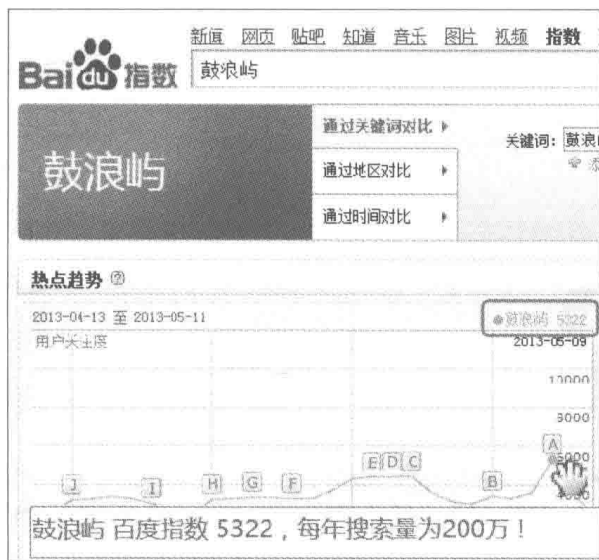 新闻 网页 贴吧 知道 音乐 图片 视频 指数
Bai du 指数 鼓浪屿
鼓浪屿
通过关键词对比
关键词: 鼓浪
通过地区对比
通过时间对比
热点趋势 ?
2013-04-13 至 2013-05-11
鼓浪屿 5322
用户关注度
2013-05-09
10000
A
E D C
J I H G F B
鼓浪屿 百度指数 5322，每年搜索量为200万！